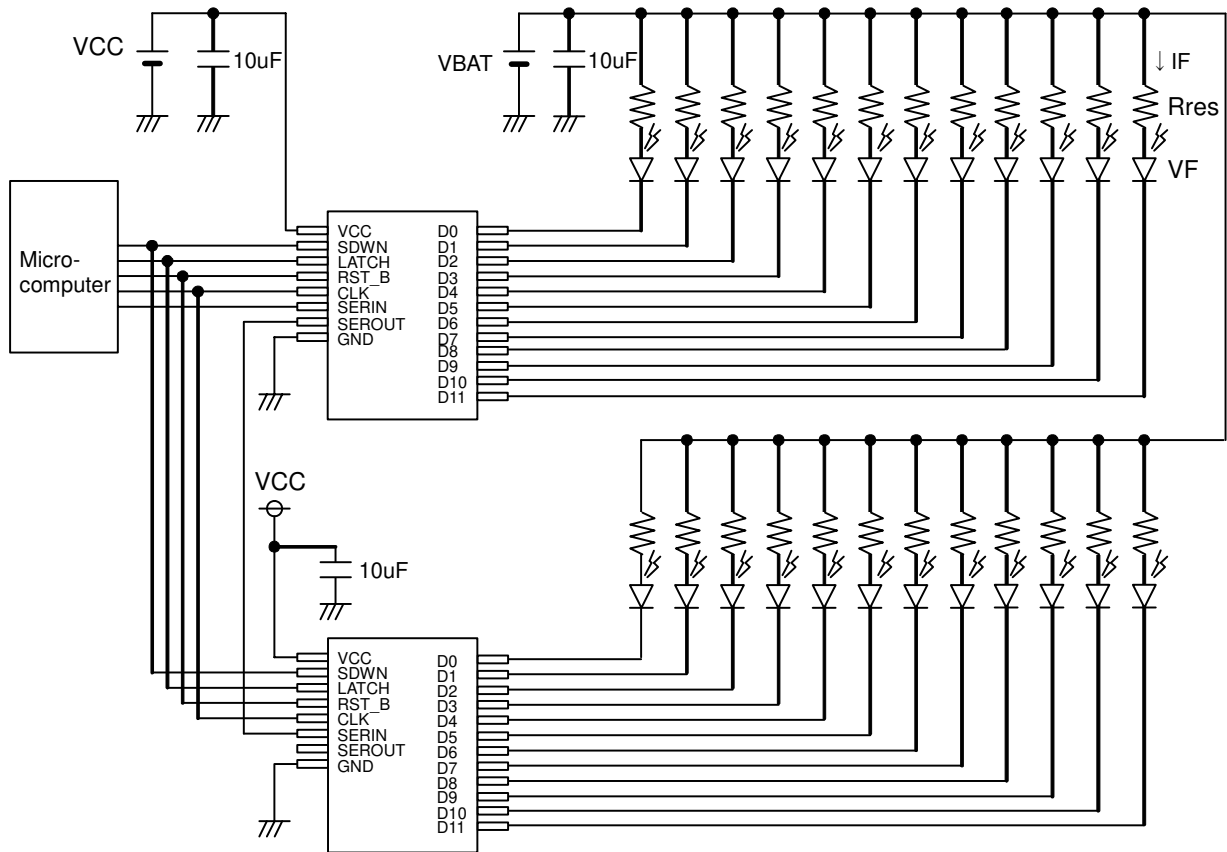 VCC
10uF
VBAT
10uF
↓ IF
Rres
VF
Micro-
computer
VCC
SDWN
LATCH
RST_B
CLK
SERIN
SEROUT
GND
D0
D1
D2
D3
D4
D5
D6
D7
D8
D9
D10
D11
VCC
10uF
VCC
SDWN
LATCH
RST_B
CLK
SERIN
SEROUT
GND
D0
D1
D2
D3
D4
D5
D6
D7
D8
D9
D10
D11